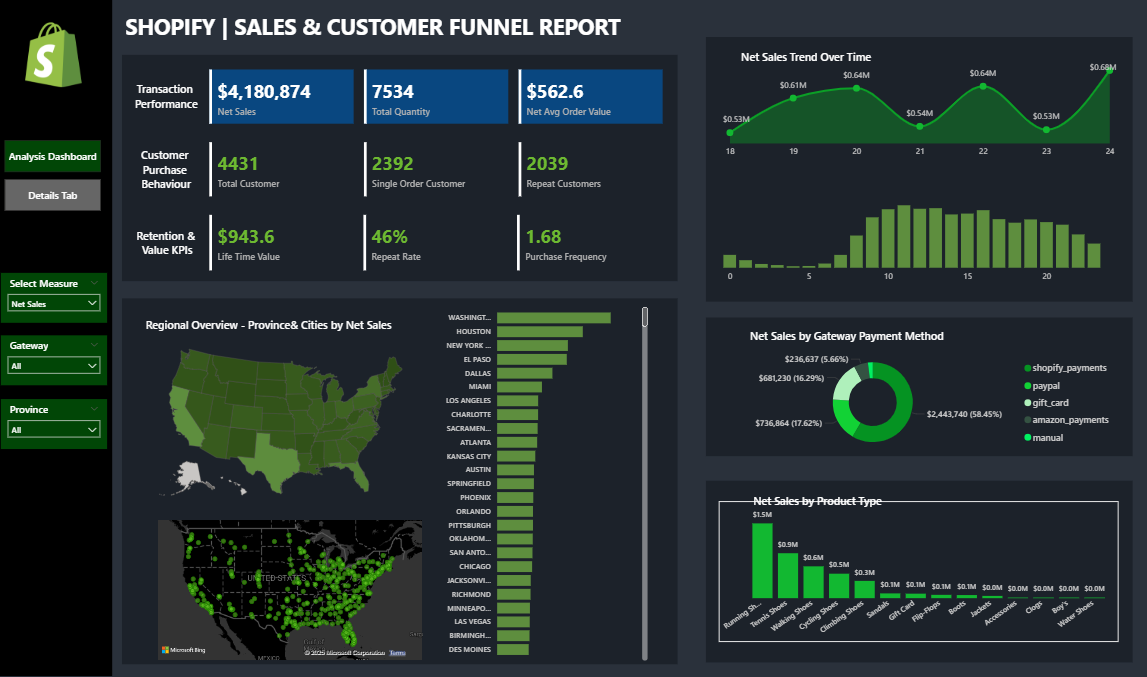 SHOPIFY | SALES & CUSTOMER FUNNEL REPORT
Analysis Dashboard
Details Tab
Select Measure
Net Sales
Gateway
All
Province
All
Transaction
Performance
$4,180,874
Net Sales
7534
Total Quantity
$562.6
Net Avg Order Value
Customer
Purchase
Behaviour
4431
Total Customer
2392
Single Order Customer
2039
Repeat Customers
Retention &
Value KPIs
$943.6
Life Time Value
46%
Repeat Rate
1.68
Purchase Frequency
Regional Overview - Province& Cities by Net Sales
UNITED STATES
MEXICO
Gulf of
Microsoft Bing
© 2025 Microsoft Corporation Terms
WASHINGT...
HOUSTON
NEW YORK ...
EL PASO
DALLAS
MIAMI
LOS ANGELES
CHARLOTTE
SACRAMEN...
ATLANTA
KANSAS CITY
AUSTIN
SPRINGFIELD
PHOENIX
ORLANDO
PITTSBURGH
OKLAHOM...
SAN ANTO...
CHICAGO
JACKSONVI...
RICHMOND
MINNEAPO...
LAS VEGAS
BIRMINGH...
DES MOINES
Net Sales Trend Over Time
$0.53M
$0.61M
$0.64M
$0.54M
$0.64M
$0.53M
$0.68M
18 19 20 21 22 23 24
0 5 10 15 20
Net Sales by Gateway Payment Method
$236,637 (5.66%)
$681,230 (16.29%)
$736,864 (17.62%)
$2,443,740 (58.45%)
shopify_payments
paypal
gift_card
amazon_payments
manual
Net Sales by Product Type
$1.5M
$0.9M
$0.6M
$0.5M
$0.3M
$0.1M
$0.1M
$0.1M
$0.1M
$0.0M
$0.0M
$0.0M
$0.0M
$0.0M
Running Sh...
Tennis Shoes
Walking Shoes
Cycling Shoes
Climbing Shoes
Sandals
Gift Card
Flip-Flops
Boots
Jackets
Accessories
Clogs
Boy's
Water Shoes